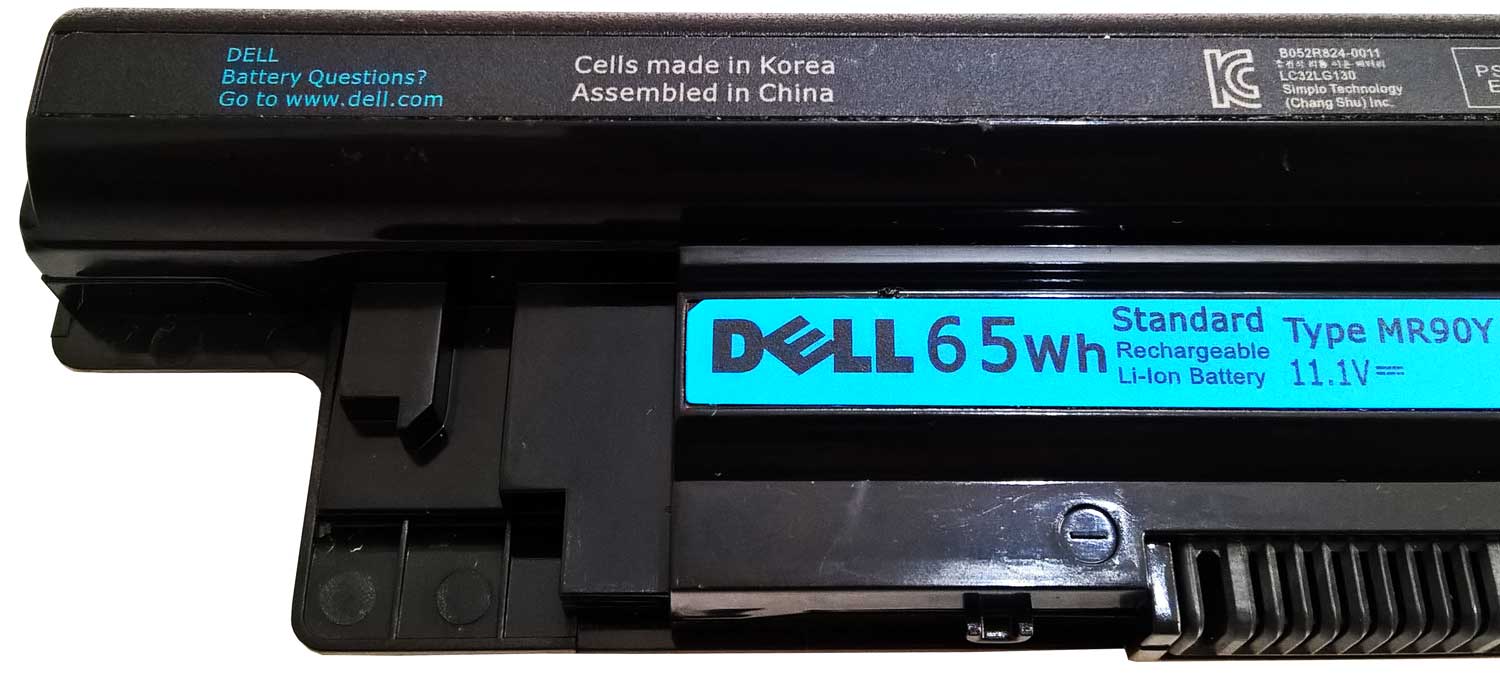 DELL
Battery Questions?
Go to www.dell.com
Cells made in Korea
Assembled in China
B052R824-0011
LC32LG130
Simplo Technology
(Chang Shu) Inc.
PS
E
DELL 65Wh
Standard
Rechargeable
Li-Ion Battery
Type MR90Y
11.1V⎓